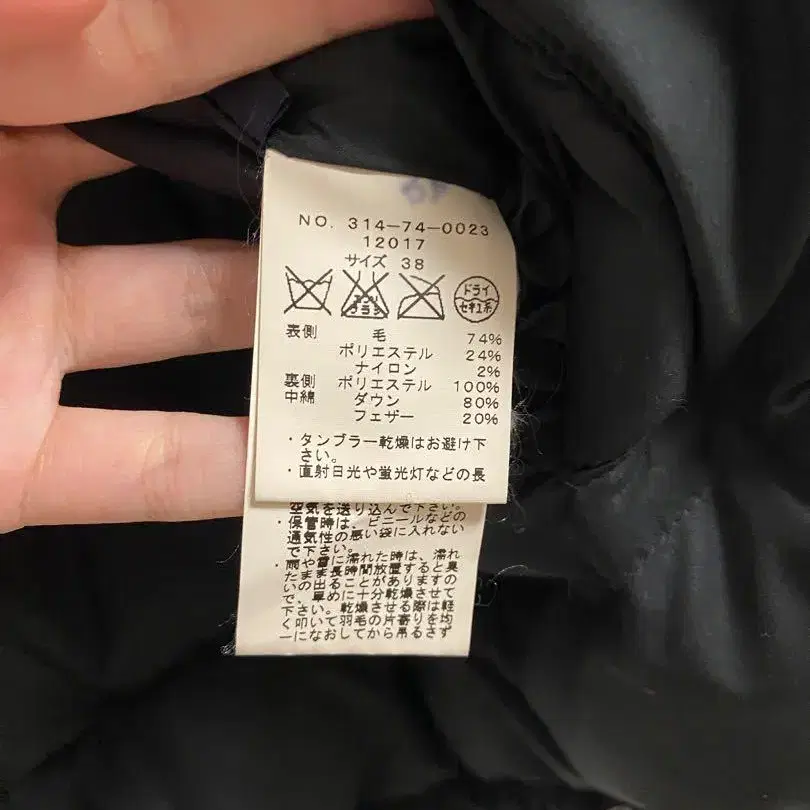 NO. 314-74-0023
12017
サイズ 38
エンソ
ブラシ
ドライ
セキユ系
表側 毛 74%
ポリエステル 24%
ナイロン 2%
裏側 ポリエステル 100%
中綿 ダウン 80%
フェザー 20%
・タンブラー乾燥はお避け下
さい。
・直射日光や蛍光灯などの長
空気を送り込んで下さい。
・保管時は、ビニールなどの
通気性の悪い袋に入れない
で下さい。
・雨や雪に濡れた時は、濡れ
たまま長時間放置すると臭
いの出ることがありますの
で、早めに十分乾燥させて
下さい。乾燥させる際は軽
く叩いて羽毛の片寄りを均
一になおしてから吊るさず